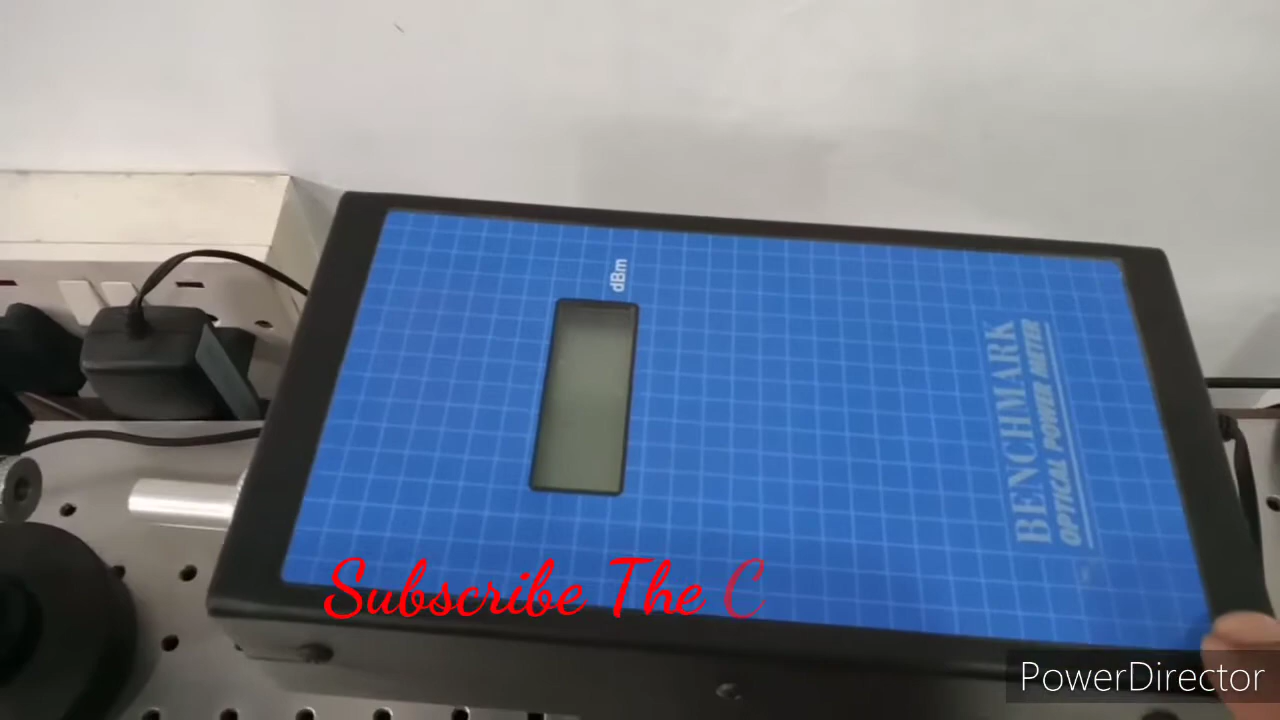 dBm
BENCHMARK
OPTICAL POWER METER
Subscribe The C
PowerDirector